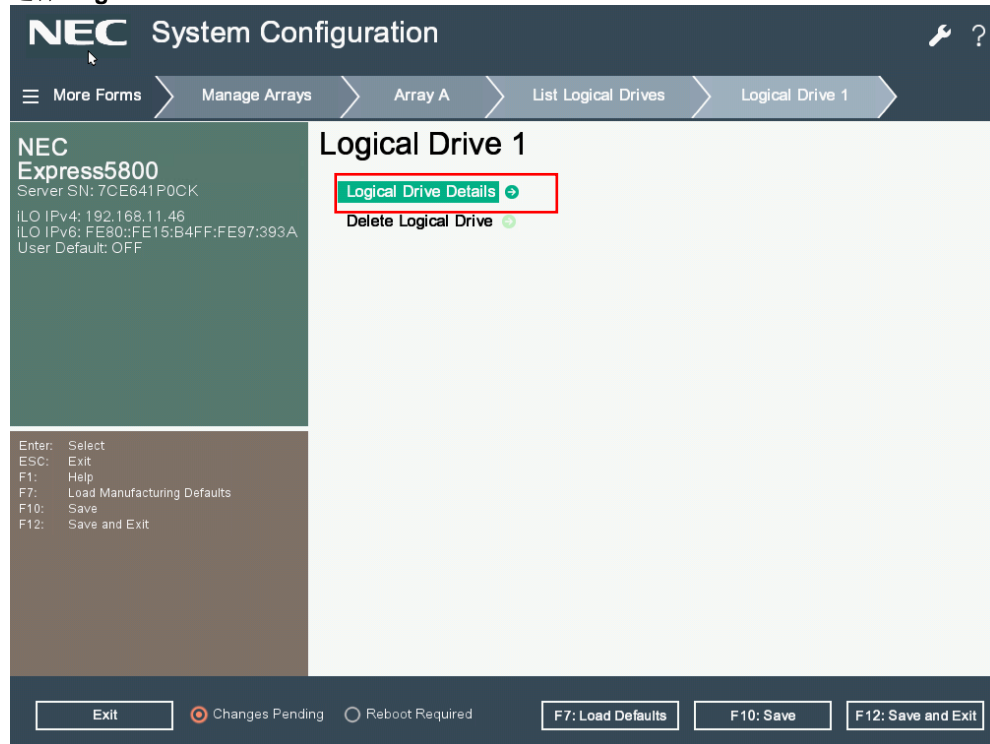 NEC System Configuration
?
More Forms
Manage Arrays
Array A
List Logical Drives
Logical Drive 1
NEC
Express5800
Server SN: 7CE641P0CK
iLO IPv4: 192.168.11.46
iLO IPv6: FE80::FE15:B4FF:FE97:393A
User Default: OFF
Logical Drive 1
Logical Drive Details
Delete Logical Drive
Enter: Select
ESC: Exit
F1: Help
F7: Load Manufacturing Defaults
F10: Save
F12: Save and Exit
Exit
Changes Pending
Reboot Required
F7: Load Defaults
F10: Save
F12: Save and Exit